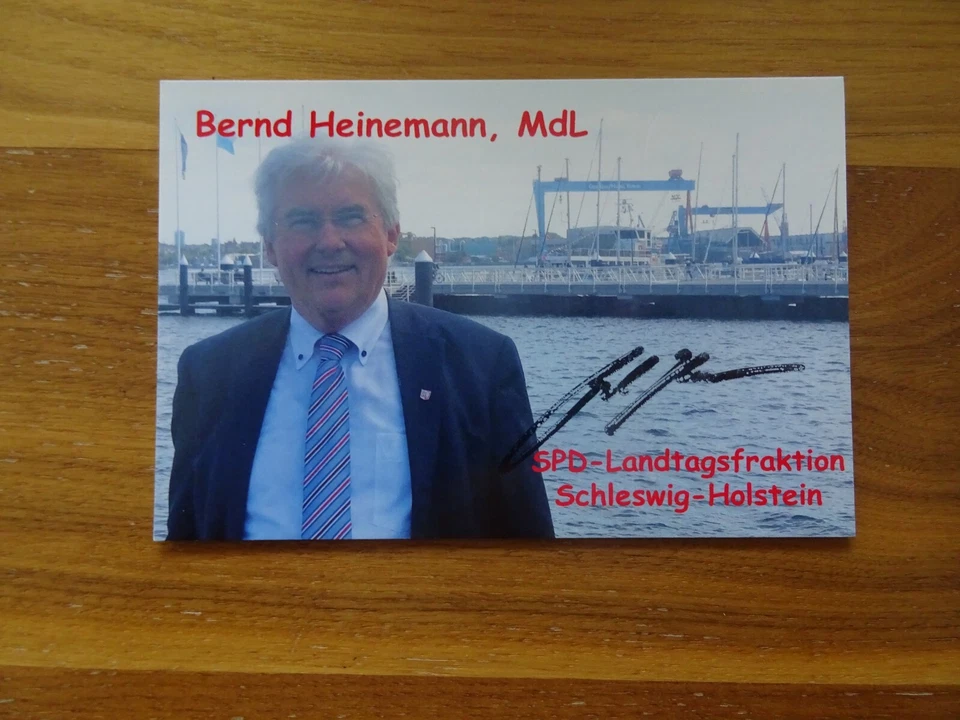 Bernd Heinemann, MdL
SPD-Landtagsfraktion
Schleswig-Holstein